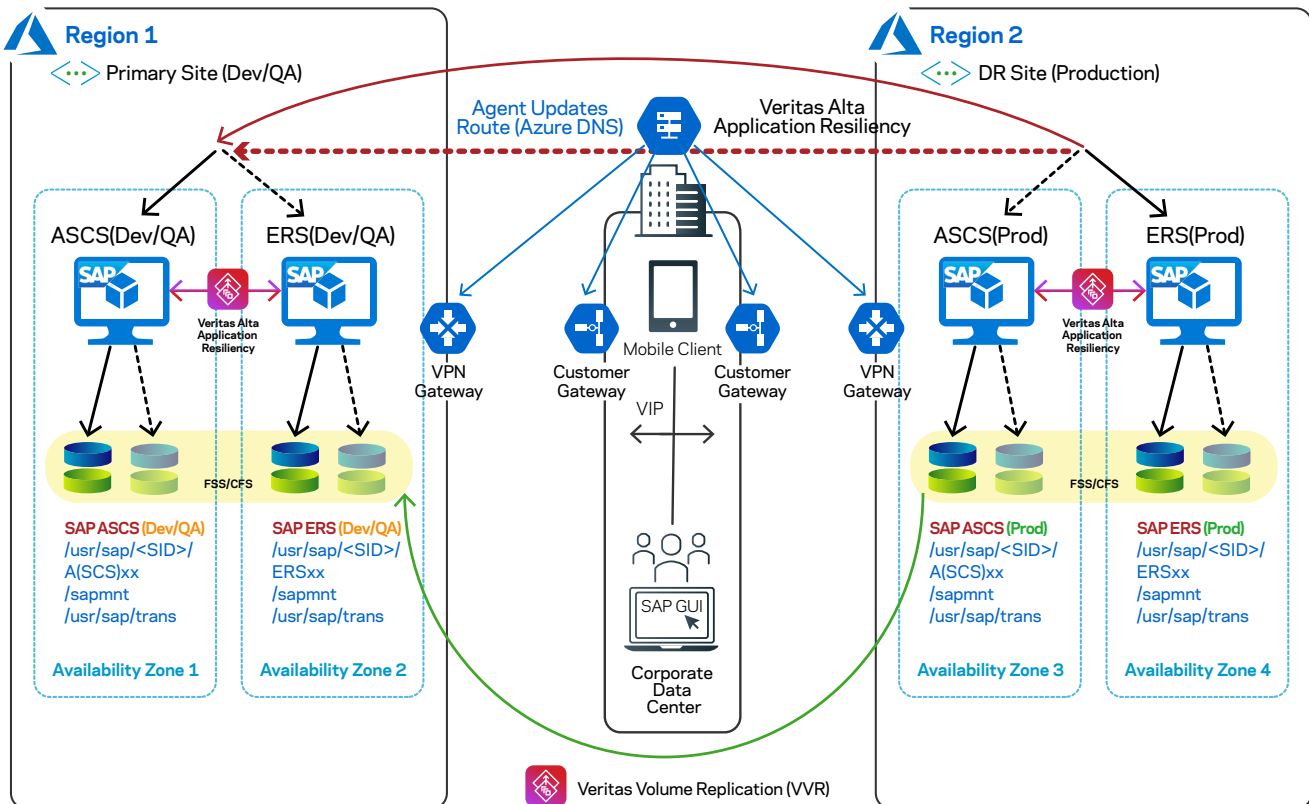 Region 1
Primary Site (Dev/QA)
Region 2
DR Site (Production)
Agent Updates
Route (Azure DNS)
Veritas Alta
Application Resiliency
ASCS(Dev/QA)
ERS(Dev/QA)
ASCS(Prod)
ERS(Prod)
SAP
SAP
SAP
SAP
Veritas Alta
Application
Resiliency
Veritas Alta
Application
Resiliency
VPN
Gateway
Customer
Gateway
Mobile Client
Customer
Gateway
VPN
Gateway
VIP
FSS/CFS
FSS/CFS
SAP ASCS (Dev/QA)
/usr/sap/<SID>/
A(SCS)xx
/sapmnt
/usr/sap/trans
Availability Zone 1
SAP ERS (Dev/QA)
/usr/sap/<SID>/
ERSxx
/sapmnt
/usr/sap/trans
Availability Zone 2
SAP GUI
Corporate
Data
Center
SAP ASCS (Prod)
/usr/sap/<SID>/
A(SCS)xx
/sapmnt
/usr/sap/trans
Availability Zone 3
SAP ERS (Prod)
/usr/sap/<SID>/
ERSxx
/sapmnt
/usr/sap/trans
Availability Zone 4
Veritas Volume Replication (VVR)